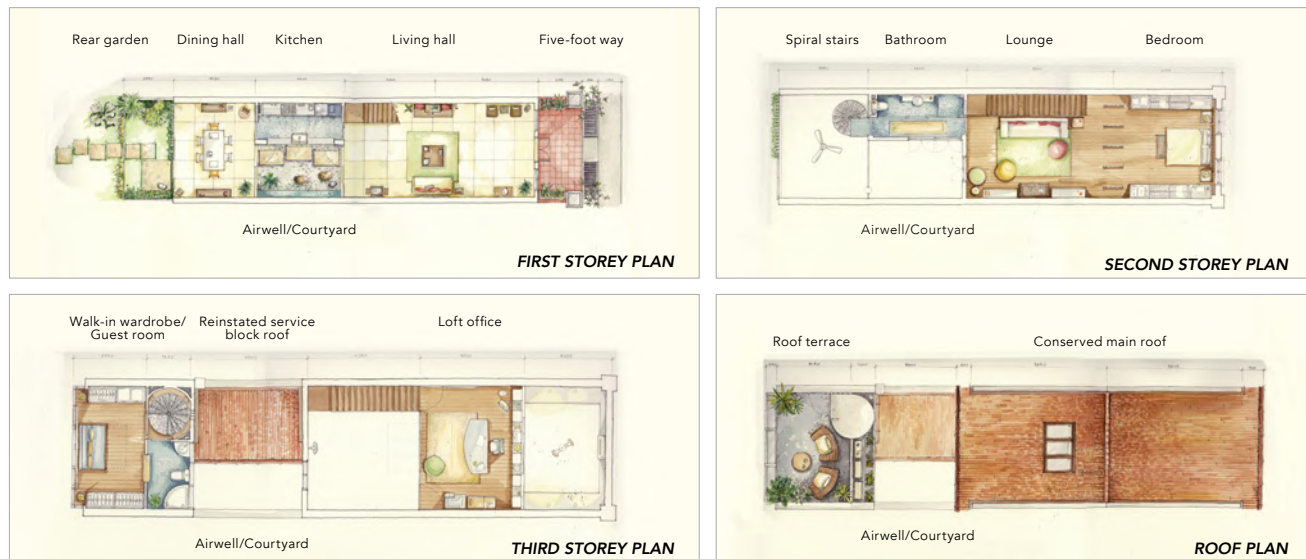 Rear garden
Dining hall
Kitchen
Living hall
Five-foot way
Airwell/Courtyard
FIRST STOREY PLAN
Spiral stairs
Bathroom
Lounge
Bedroom
Airwell/Courtyard
SECOND STOREY PLAN
Walk-in wardrobe/
Guest room
Reinstated service
block roof
Loft office
Airwell/Courtyard
THIRD STOREY PLAN
Roof terrace
Conserved main roof
Airwell/Courtyard
ROOF PLAN